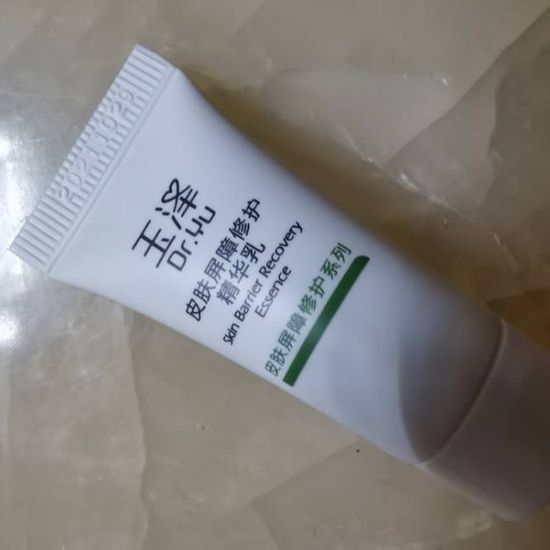 20211029
玉泽
Dr.Yu
皮肤屏障修护
精华乳
Skin Barrier Recovery
Essence
皮肤屏障修护系列